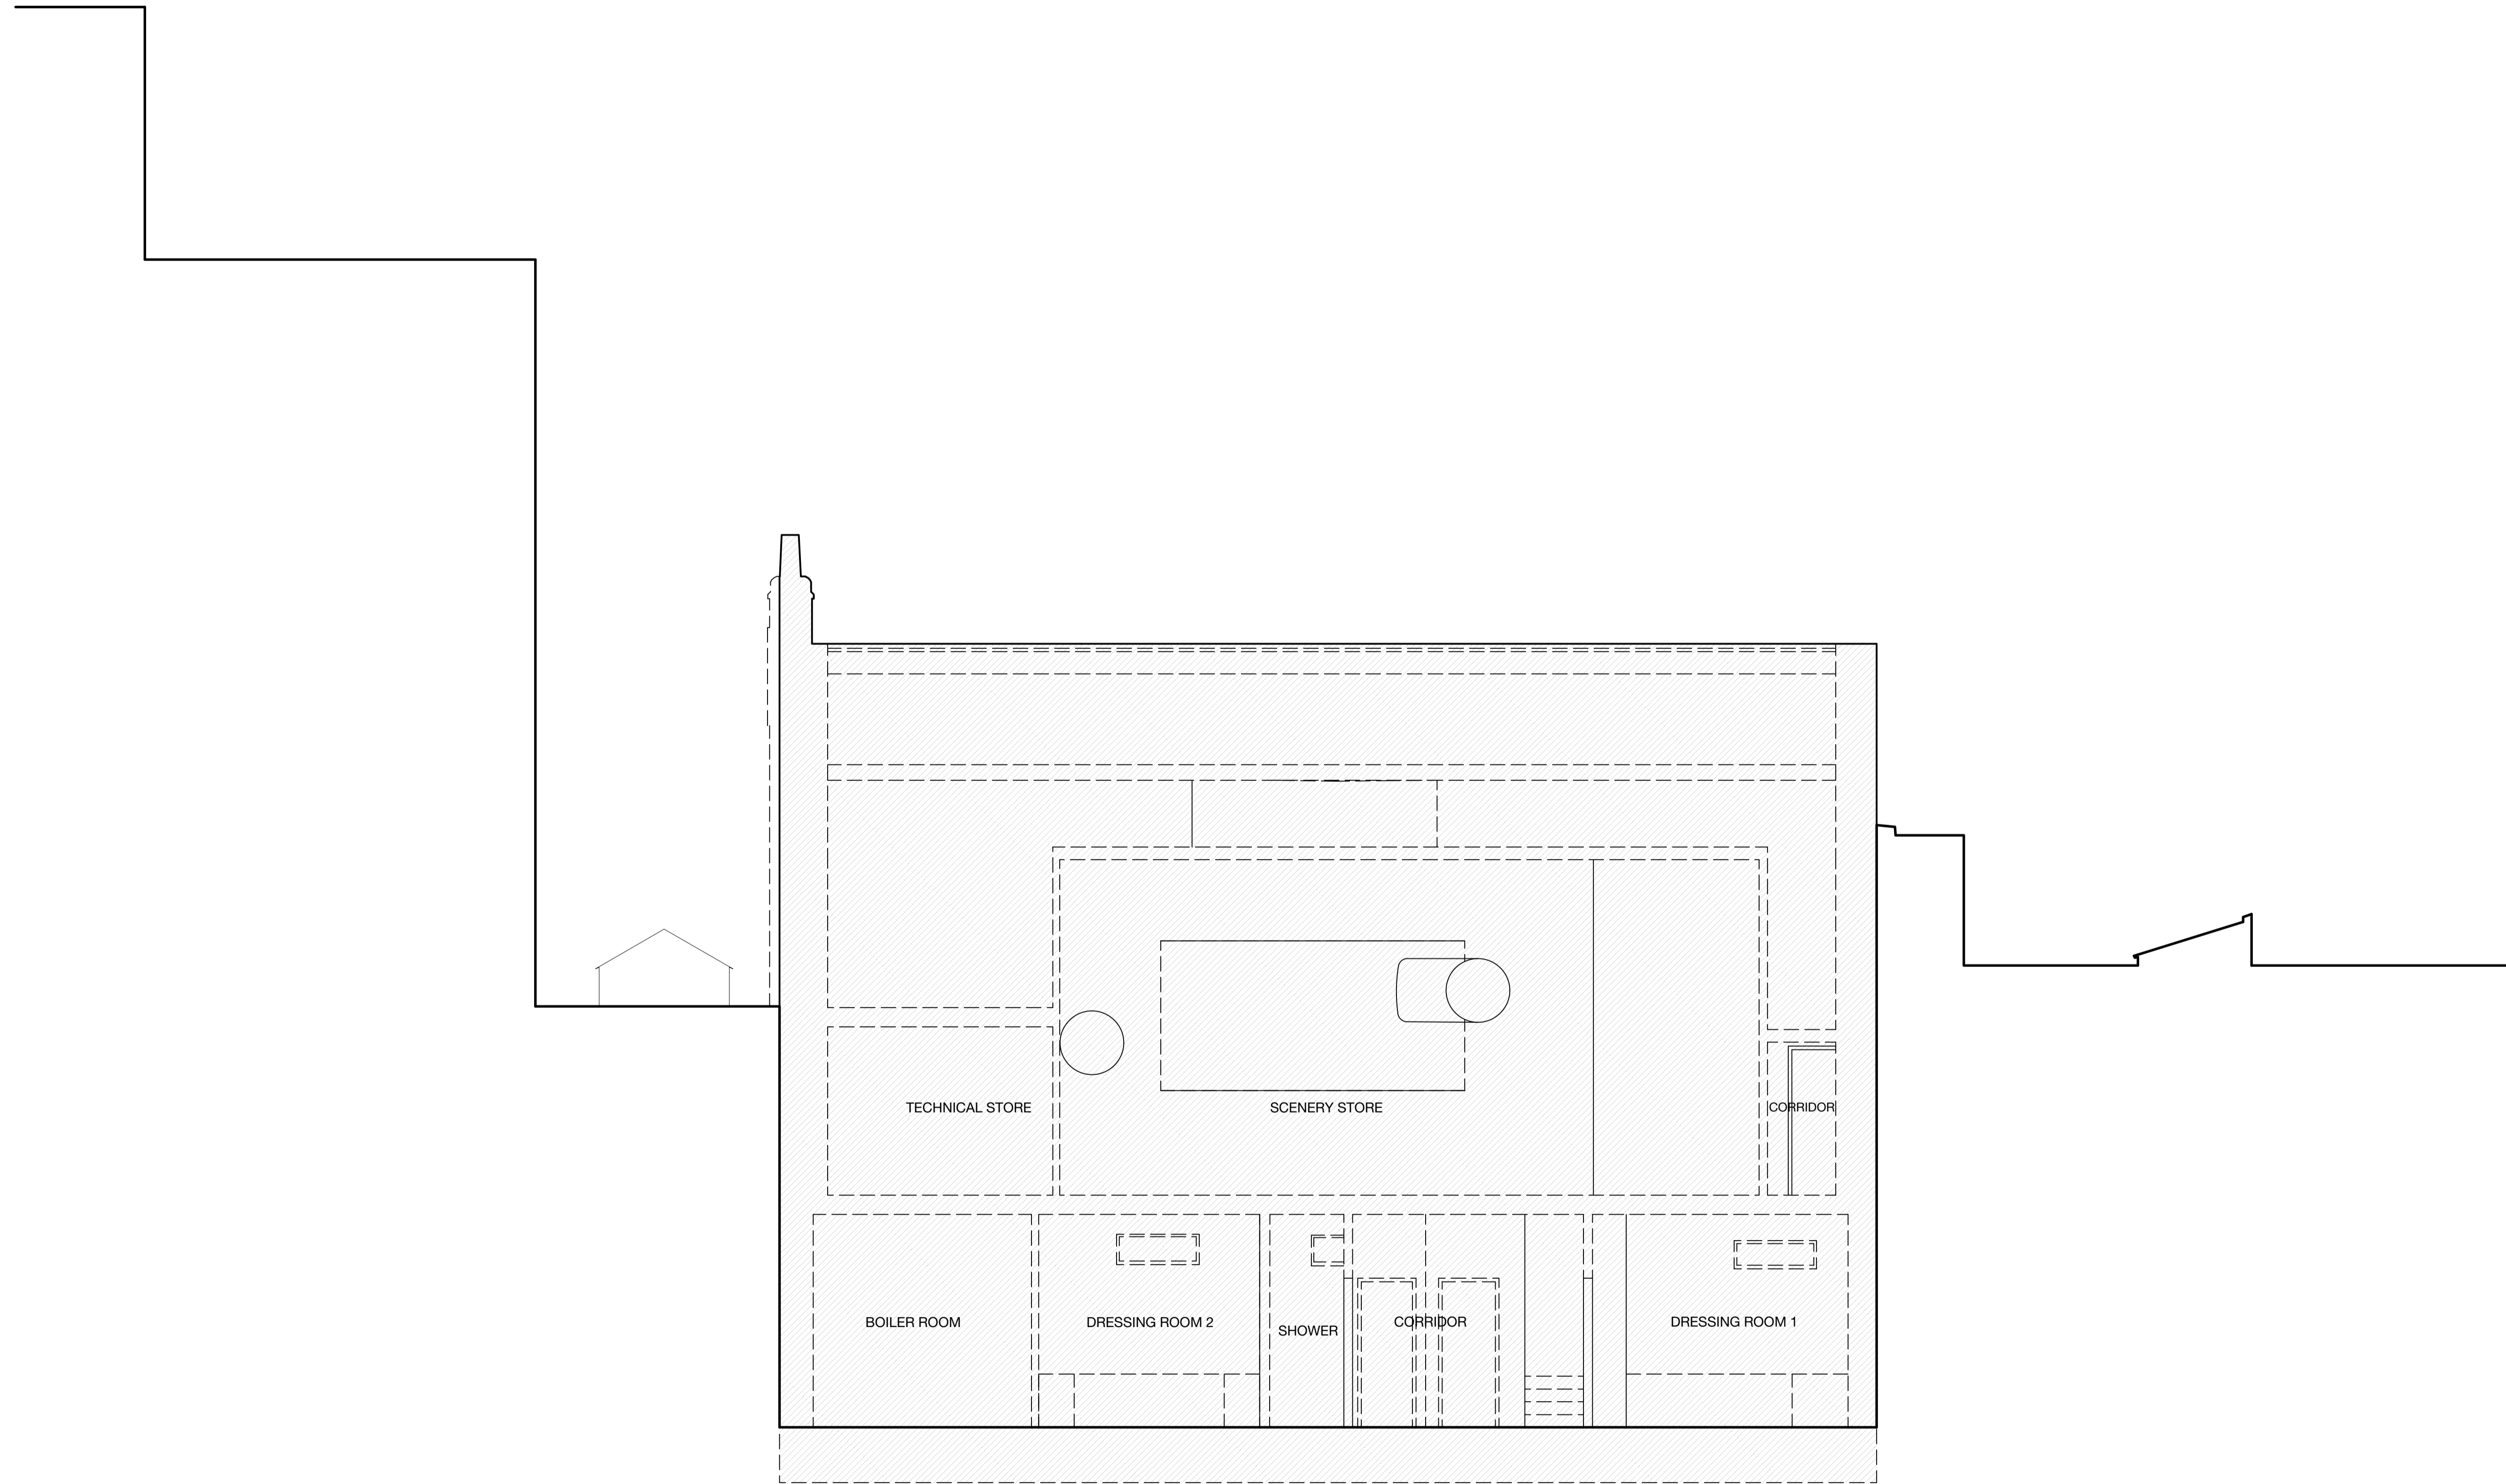 TECHNICAL STORE
SCENERY STORE
CORRIDOR
BOILER ROOM
DRESSING ROOM 2
SHOWER
CORRIDOR
DRESSING ROOM 1